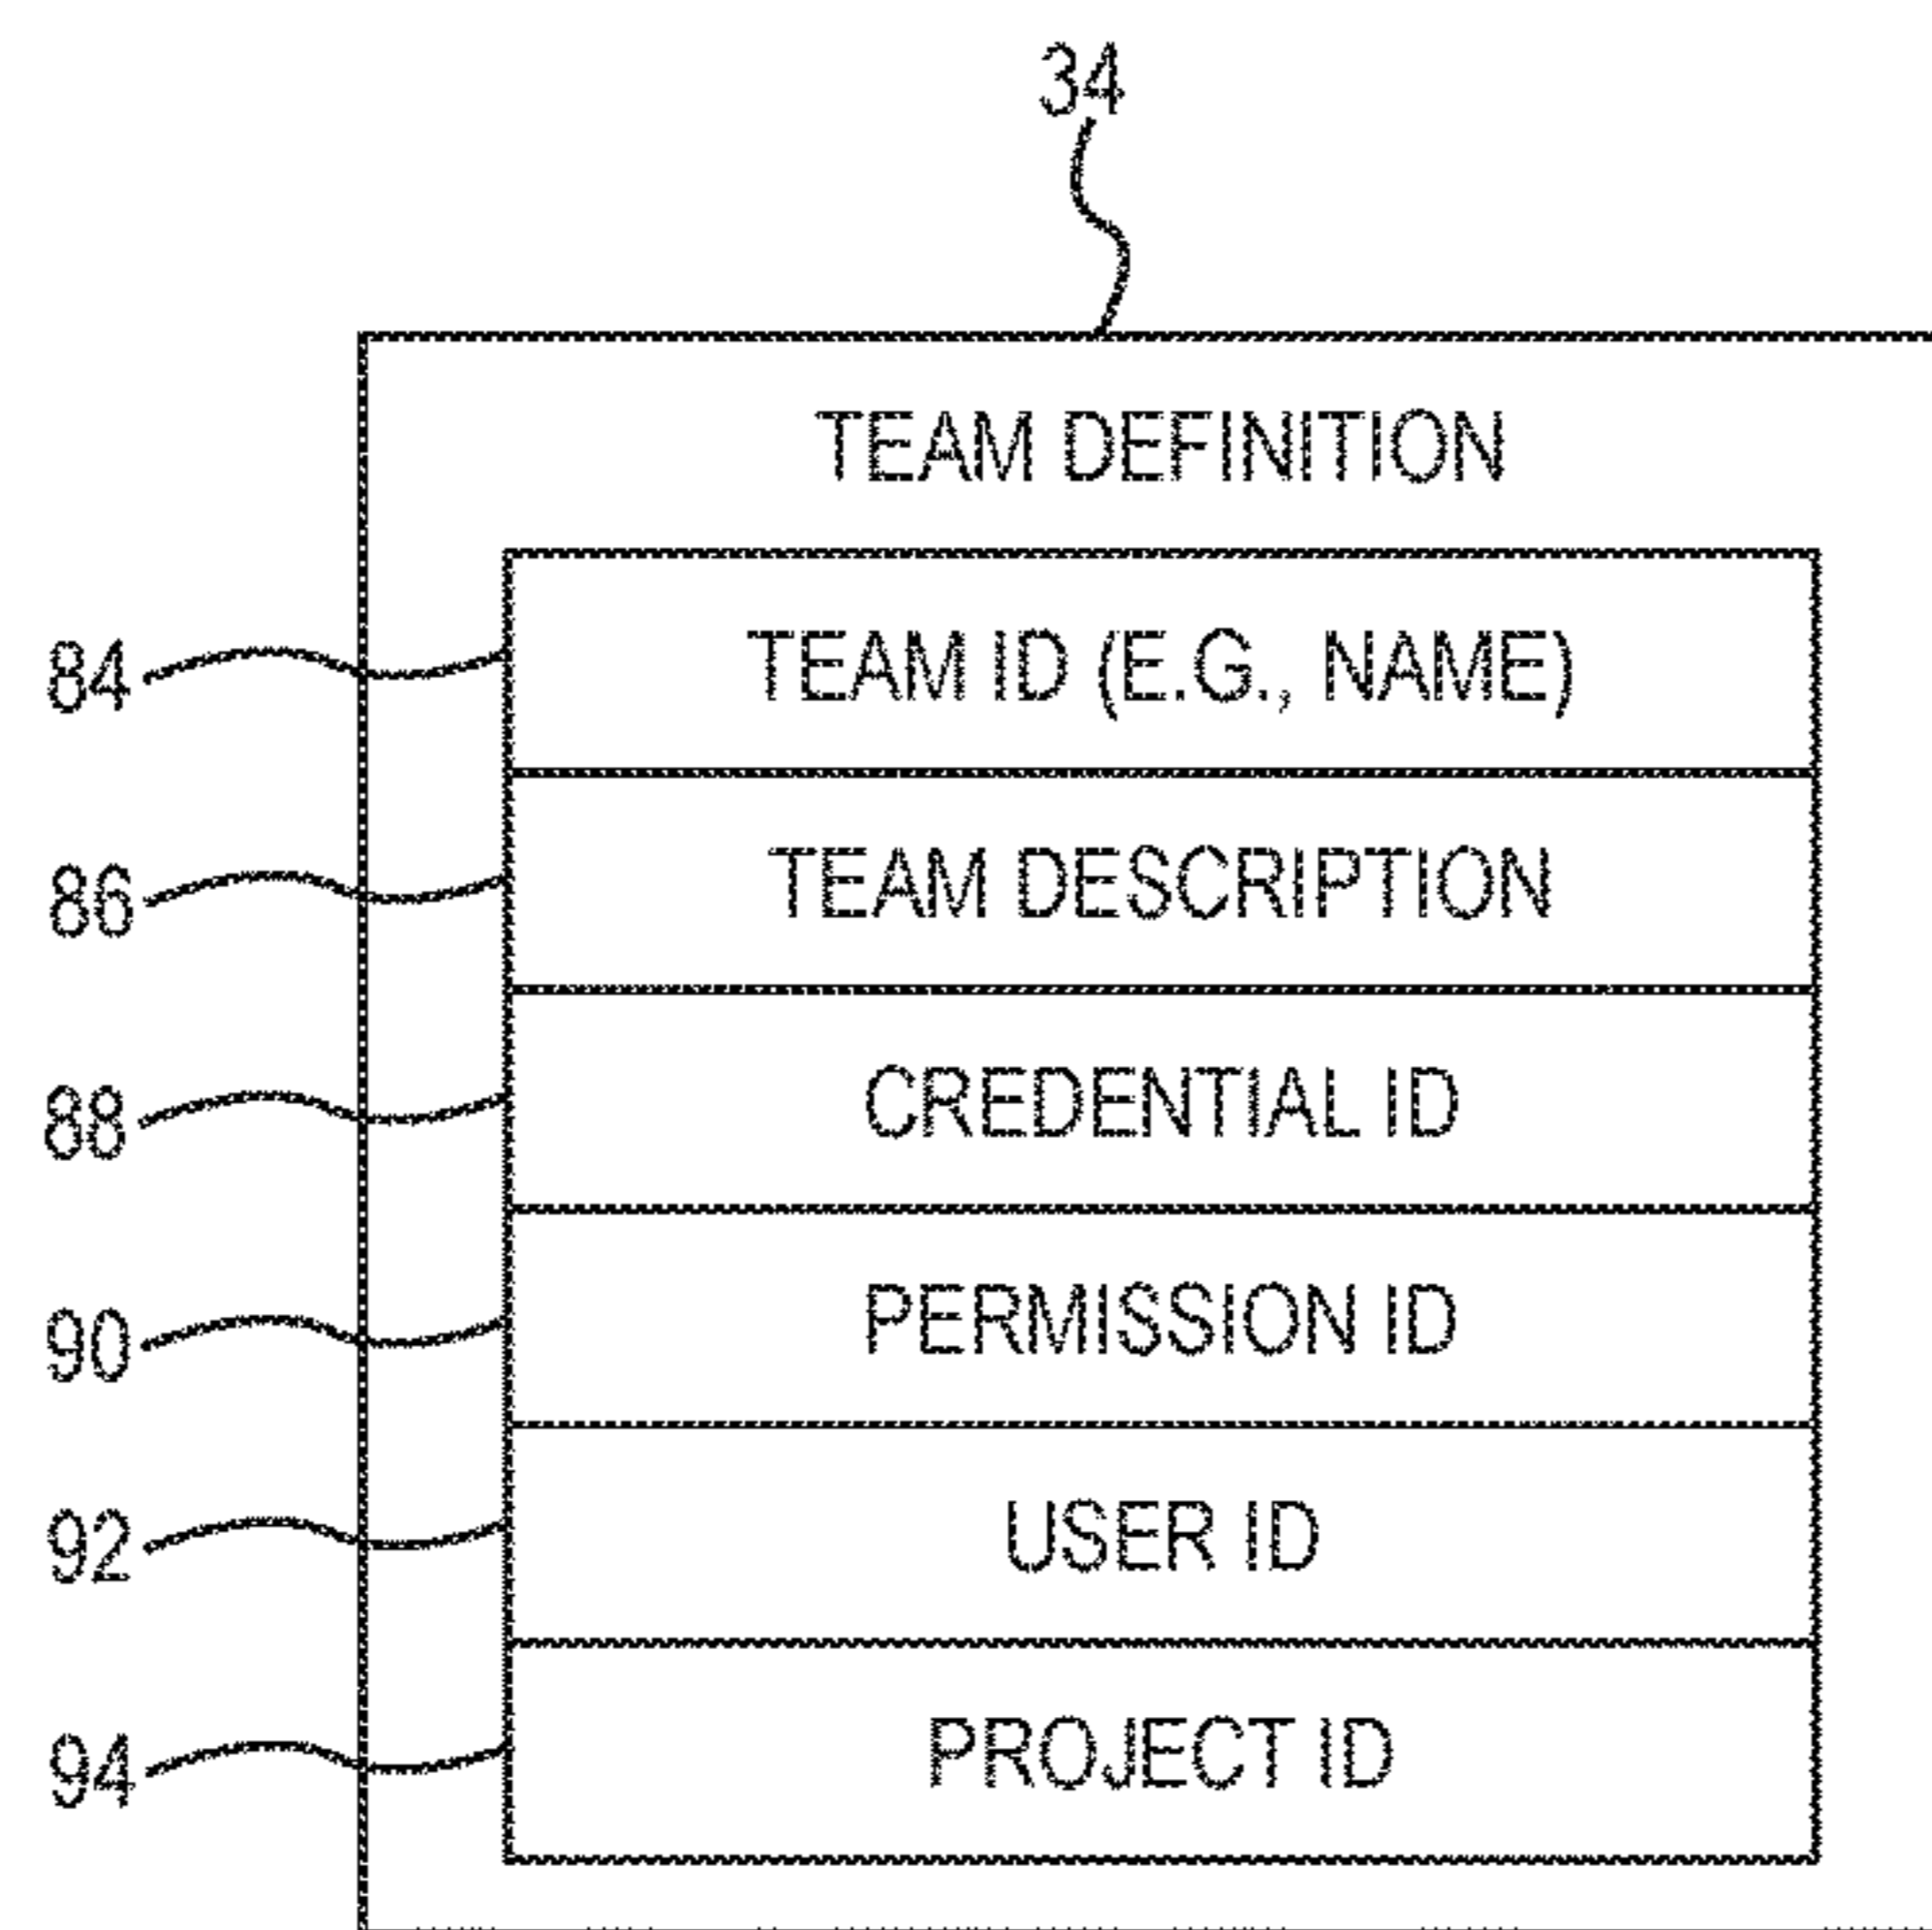 34
TEAM DEFINITION
84 TEAM ID (E.G., NAME)
86 TEAM DESCRIPTION
88 CREDENTIAL ID
90 PERMISSION ID
92 USER ID
94 PROJECT ID